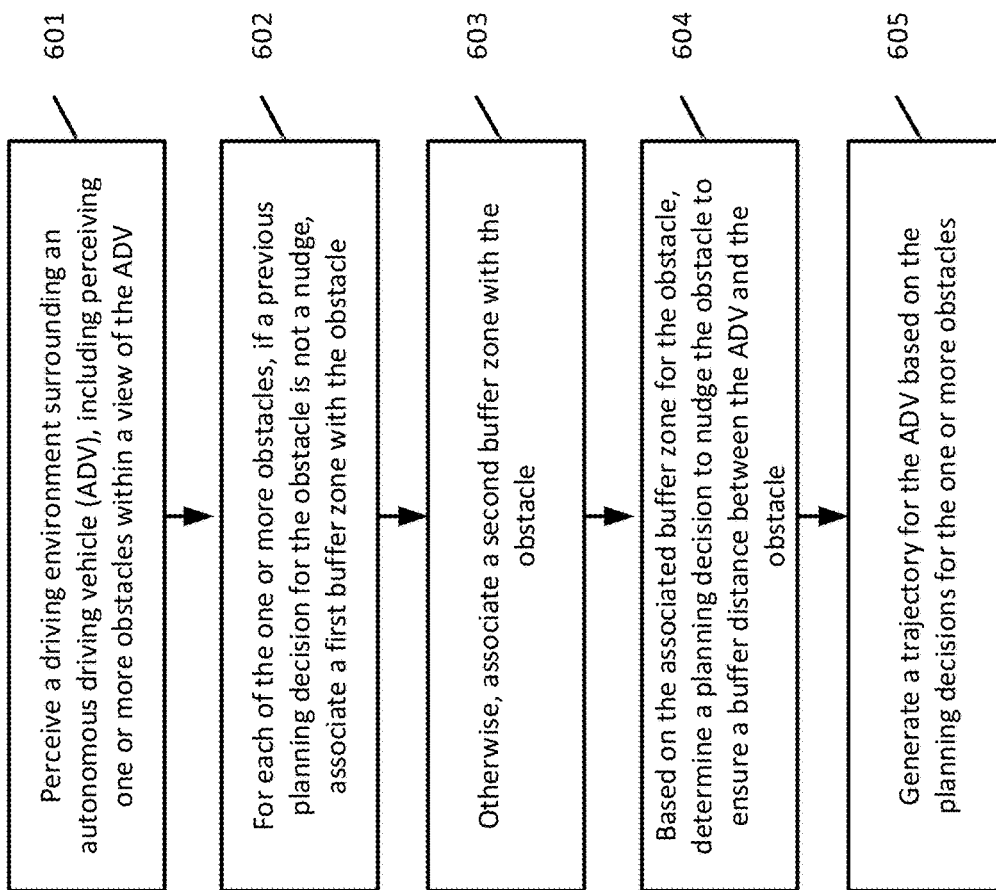 601
Perceive a driving environment surrounding an
autonomous driving vehicle (ADV), including perceiving
one or more obstacles within a view of the ADV
602
For each of the one or more obstacles, if a previous
planning decision for the obstacle is not a nudge,
associate a first buffer zone with the obstacle
603
Otherwise, associate a second buffer zone with the
obstacle
604
Based on the associated buffer zone for the obstacle,
determine a planning decision to nudge the obstacle to
ensure a buffer distance between the ADV and the
obstacle
605
Generate a trajectory for the ADV based on the
planning decisions for the one or more obstacles